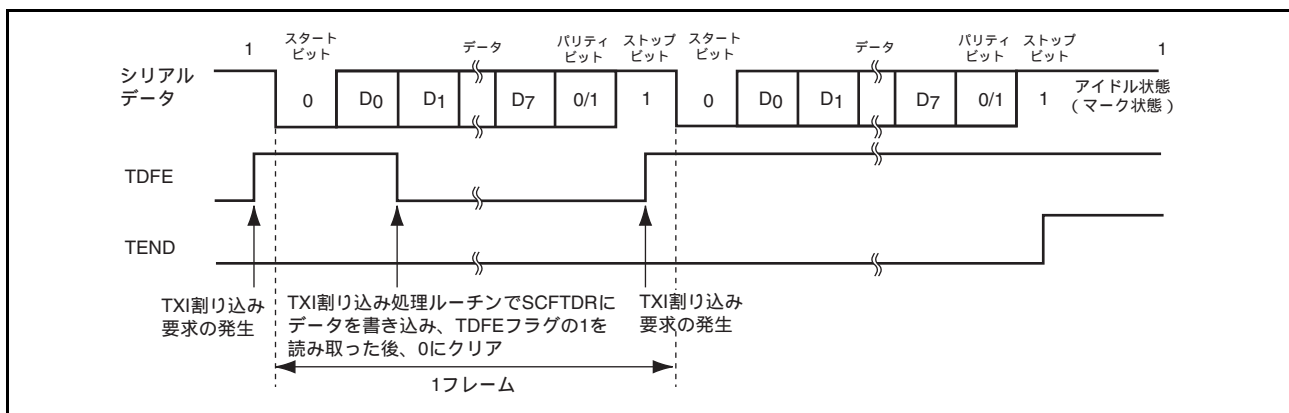 1 スタート
ビット データ パリティ
ビット ストップ
ビット スタート
ビット データ パリティ
ビット ストップ
ビット 1
シリアル
データ
0 D0 D1 D7 0/1 1 0 D0 D1 D7 0/1 1 アイドル状態
(マーク状態)
TDFE
TEND
TXI割り込み
要求の発生
TXI割り込み処理ルーチンでSCFTDRに
データを書き込み、TDFEフラグの1を
読み取った後、0にクリア
TXI割り込み
要求の発生
1フレーム